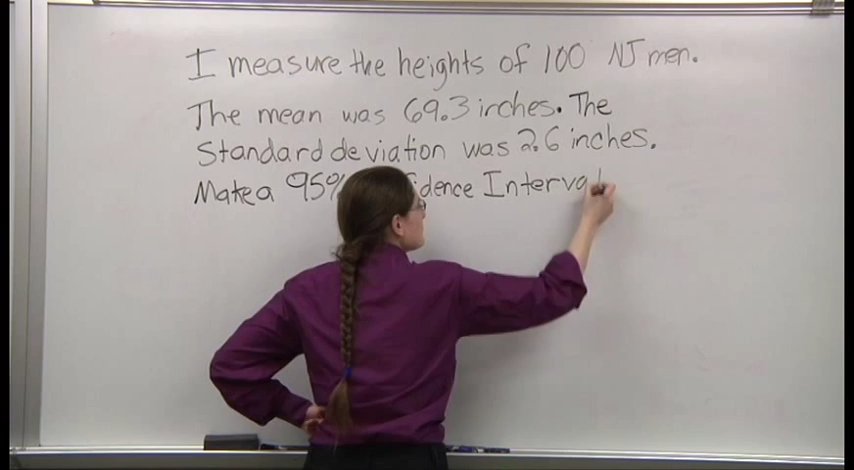 I measure the heights of 100 NJ men.
The mean was 69.3 inches. The
Standard deviation was 2.6 inches.
Make a 95% Interval